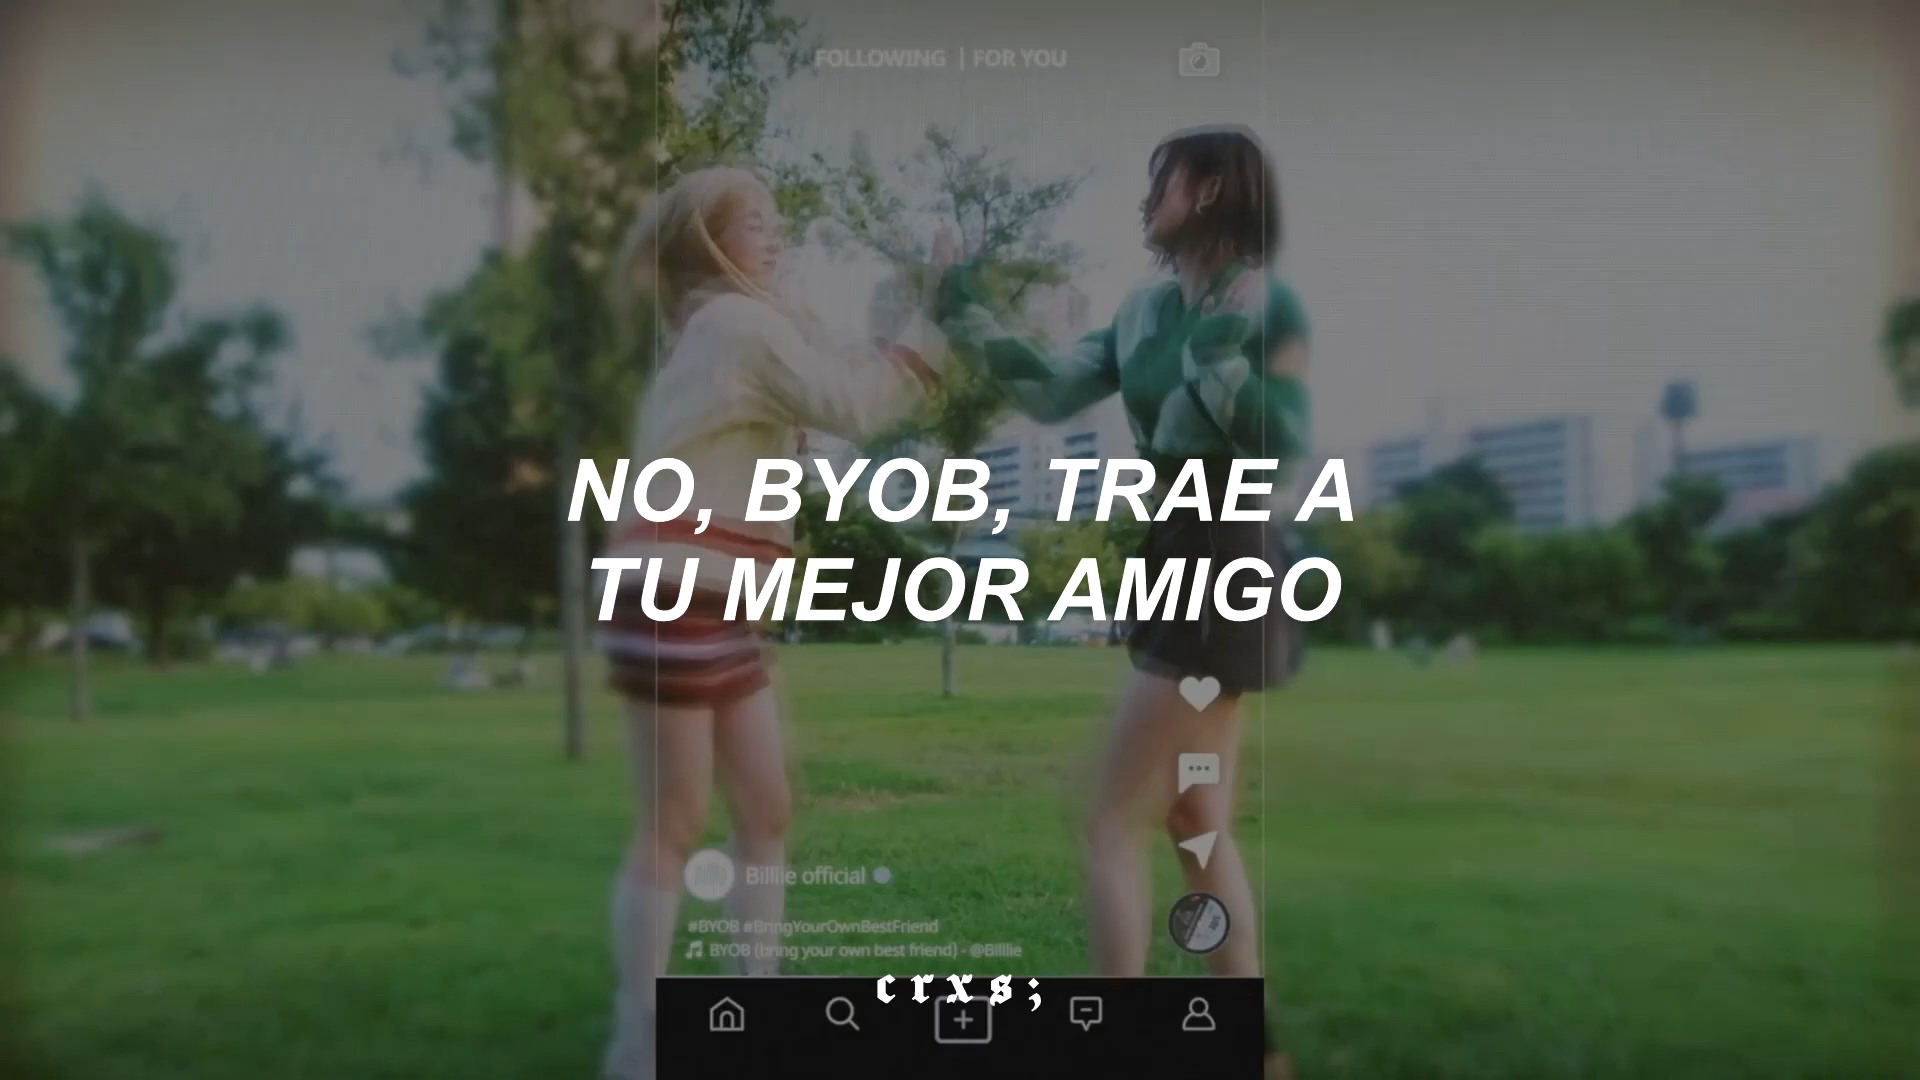 FOLLOWING | FOR YOU
NO, BYOB, TRAE A
TU MEJOR AMIGO
Billlie official
#BYOB #BringYourOwnBestFriend
BYOB (bring your own best friend) - @Billlie
crxs;